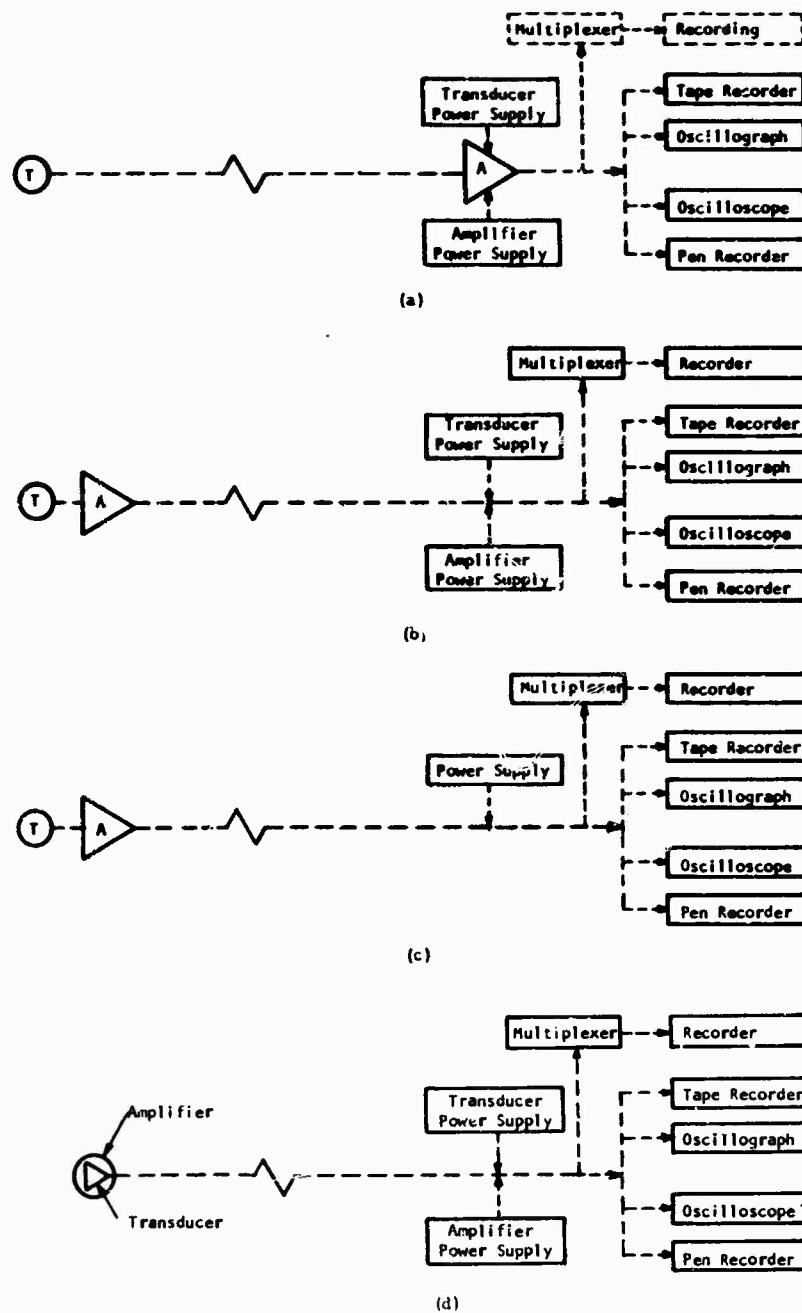 Multiplexer
Recording
Transducer
Power Supply
Tape Recorder
Oscillograph
T
A
Oscilloscope
Amplifier
Power Supply
Pen Recorder
(a)
Multiplexer
Recorder
Transducer
Power Supply
Tape Recorder
Oscillograph
T
A
Oscilloscope
Amplifier
Power Supply
Pen Recorder
(b)
Multiplexer
Recorder
Power Supply
Tape Recorder
Oscillograph
T
A
Oscilloscope
Pen Recorder
(c)
Multiplexer
Recorder
Transducer
Power Supply
Tape Recorder
Amplifier
Oscillograph
Transducer
Oscilloscope
Amplifier
Power Supply
Pen Recorder
(d)